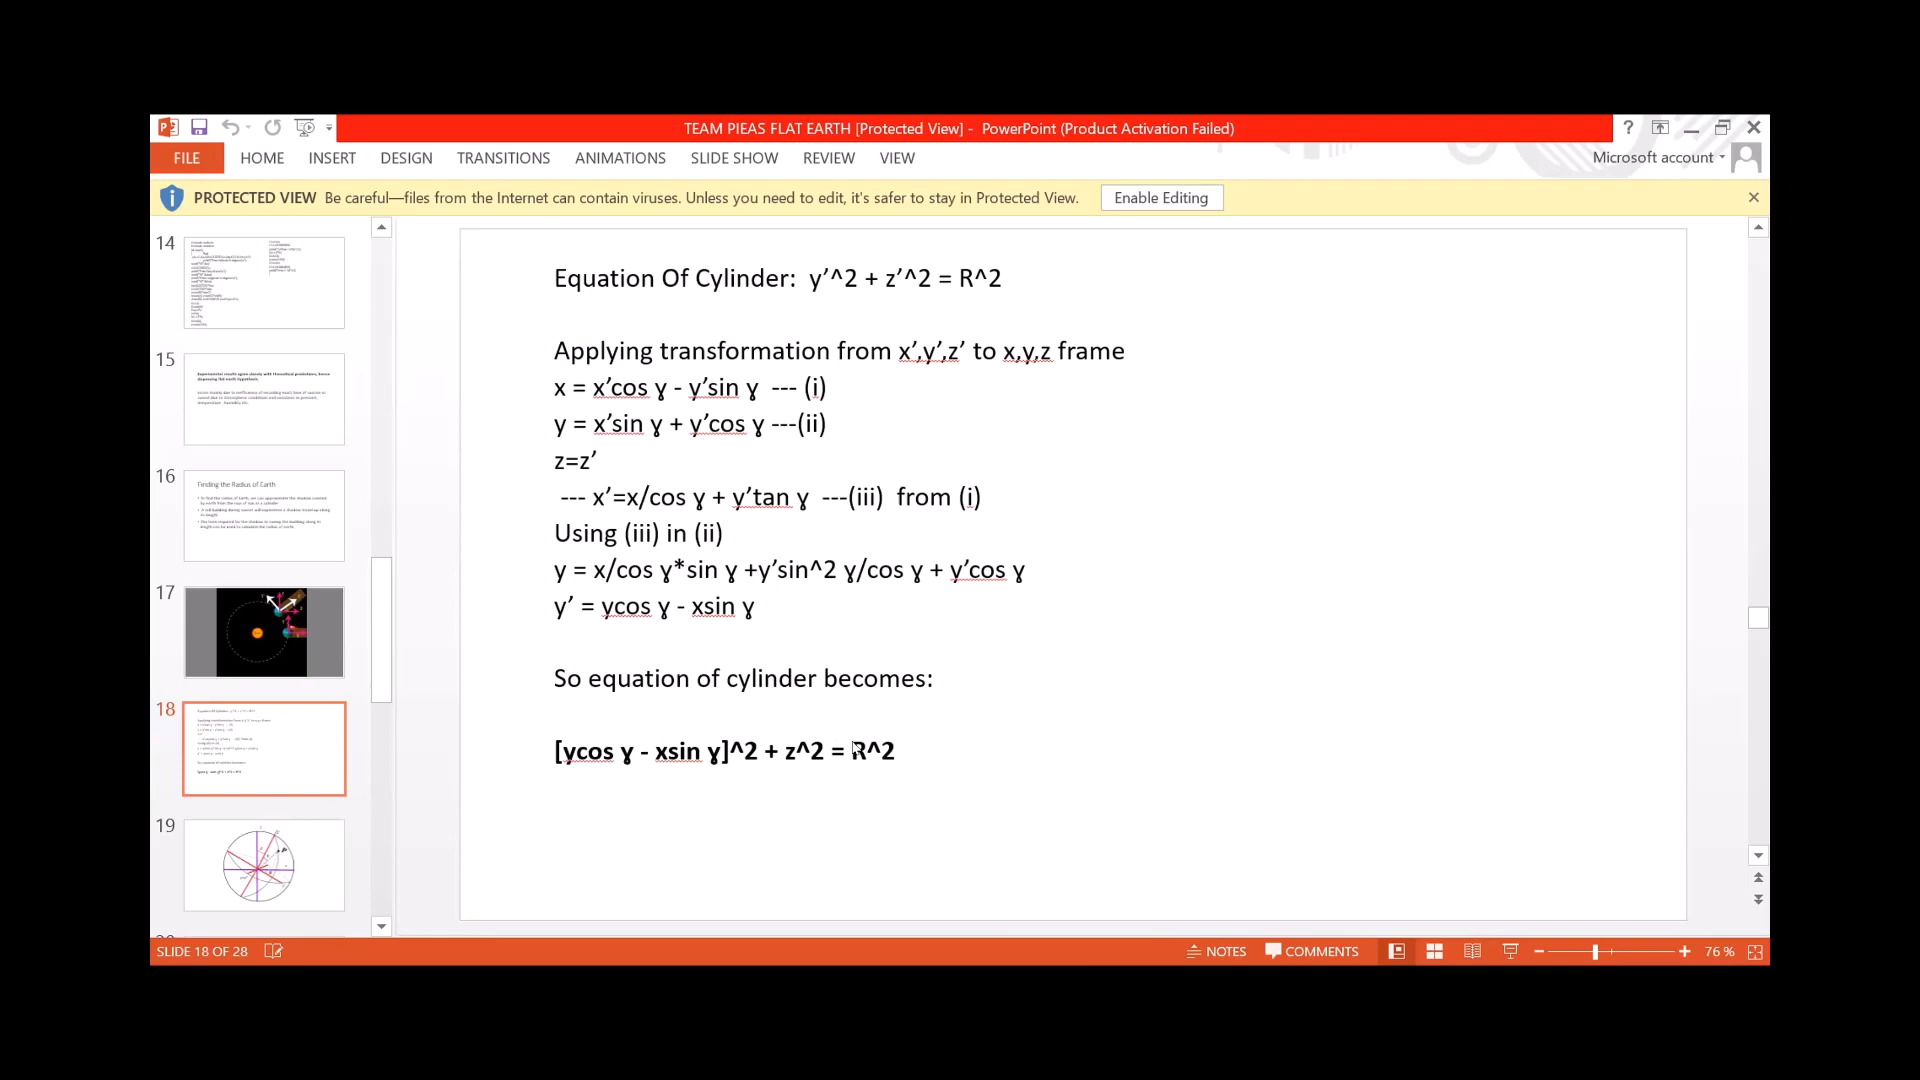 TEAM PIEAS FLAT EARTH [Protected View] - PowerPoint (Product Activation Failed)
FILE HOME INSERT DESIGN TRANSITIONS ANIMATIONS SLIDE SHOW REVIEW VIEW
Microsoft account
PROTECTED VIEW Be careful—files from the Internet can contain viruses. Unless you need to edit, it's safer to stay in Protected View. Enable Editing
14
15
16
Finding the Radius of Earth
17
18
19
Equation Of Cylinder: y’^2 + z’^2 = R^2
Applying transformation from x’,y’,z’ to x,y,z frame
x = x’cos ɣ - y’sin ɣ --- (i)
y = x’sin ɣ + y’cos ɣ ---(ii)
z=z’
--- x’=x/cos ɣ + y’tan ɣ ---(iii) from (i)
Using (iii) in (ii)
y = x/cos ɣ*sin ɣ +y’sin^2 ɣ/cos ɣ + y’cos ɣ
y’ = ycos ɣ - xsin ɣ
So equation of cylinder becomes:
[ycos ɣ - xsin ɣ]^2 + z^2 = R^2
SLIDE 18 OF 28
NOTES COMMENTS 76 %